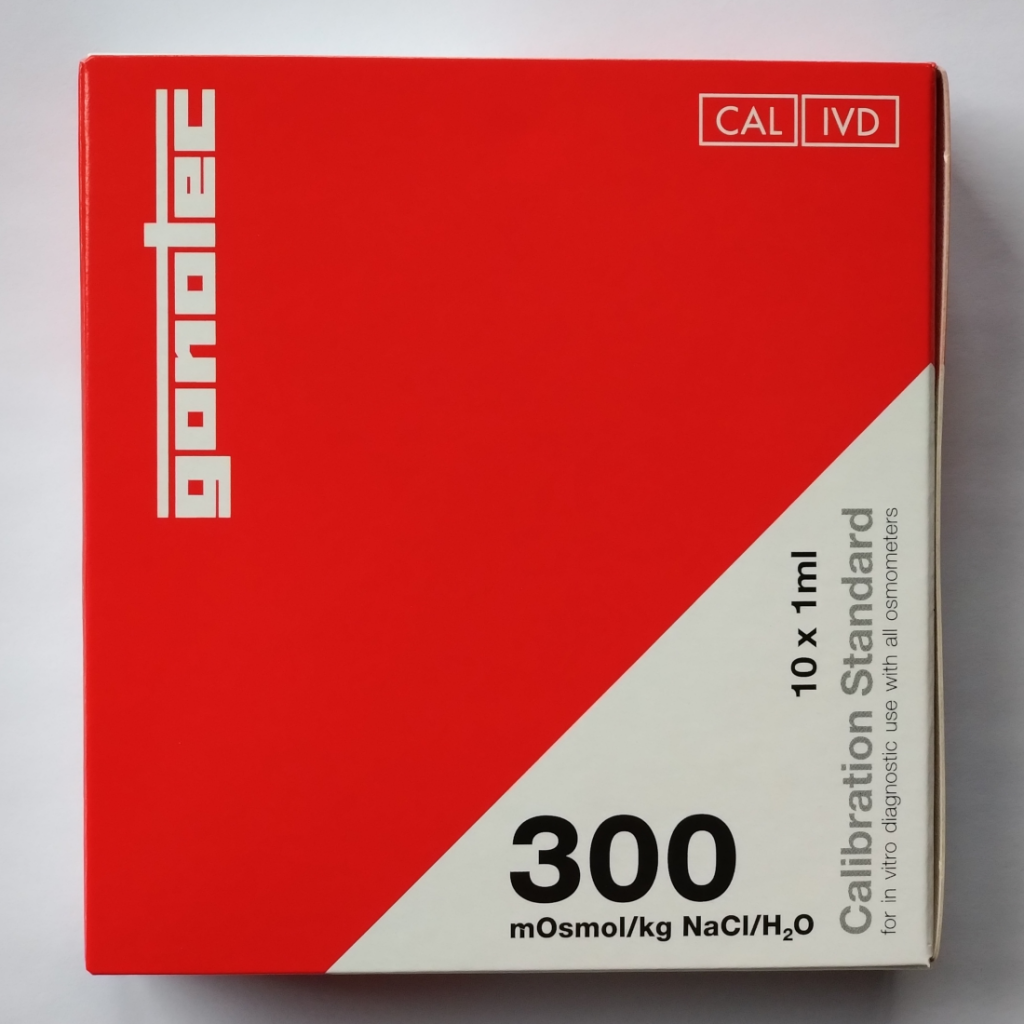 gonotec
CAL IVD
10 x 1ml
Calibration Standard
for in vitro diagnostic use with all osmometers
300
mOsmol/kg NaCl/H₂O